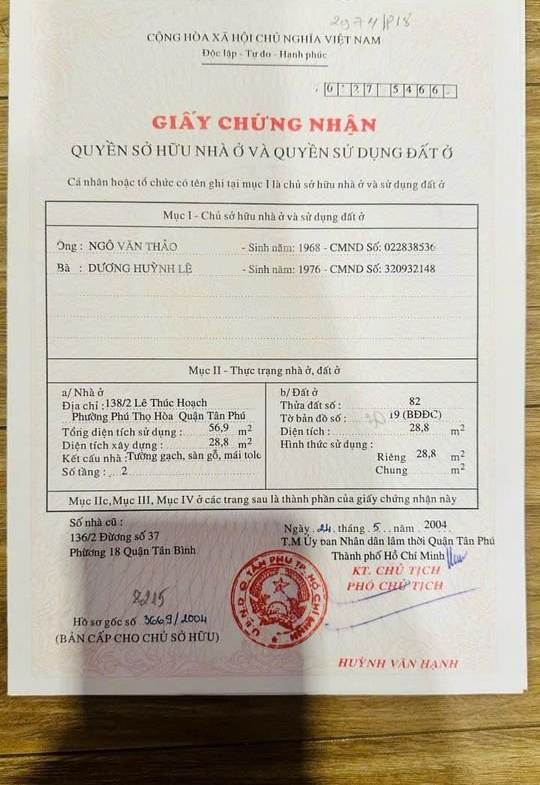 2974/P18
CỘNG HÒA XÃ HỘI CHỦ NGHĨA VIỆT NAM
Độc lập - Tự do - Hạnh phúc
0 2 7 5 4 6 6
GIẤY CHỨNG NHẬN
QUYỀN SỞ HỮU NHÀ Ở VÀ QUYỀN SỬ DỤNG ĐẤT Ở
Cá nhân hoặc tổ chức có tên ghi tại mục I là chủ sở hữu nhà ở và sử dụng đất ở
Mục I - Chủ sở hữu nhà ở và sử dụng đất ở
Ông : NGÔ VĂN THẢO - Sinh năm: 1968 - CMND Số: 022838536
Bà : DƯƠNG HUỲNH LÊ - Sinh năm: 1976 - CMND Số: 320932148
Mục II - Thực trạng nhà ở, đất ở
a/ Nhà ở
Địa chỉ : 138/2 Lê Thúc Hoạch
Phường Phú Thọ Hòa Quận Tân Phú
Tổng diện tích sử dụng : 56,9 m2
Diện tích xây dựng : 28,8 m2
Kết cấu nhà : Tường gạch, sàn gỗ, mái tole
Số tầng : 2
b/ Đất ở
Thửa đất số : 82
Tờ bản đồ số : 19 (BĐĐC)
Diện tích : 28,8 m2
Hình thức sử dụng :
Riêng 28,8 m2
Chung m2
Mục IIc, Mục III, Mục IV ở các trang sau là thành phần của giấy chứng nhận này
Số nhà cũ :
136/2 Đường số 37
Phường 18 Quận Tân Bình
Ngày 24 tháng 5 năm 2004
T.M Ủy ban Nhân dân lâm thời Quận Tân Phú
Thành phố Hồ Chí Minh
KT. CHỦ TỊCH
PHÓ CHỦ TỊCH
U.B.N.D Q. TÂN PHÚ T.P. HỒ CHÍ MINH
8215
Hồ sơ gốc số 3669/2004
(BẢN CẤP CHO CHỦ SỞ HỮU)
HUỲNH VĂN HẠNH